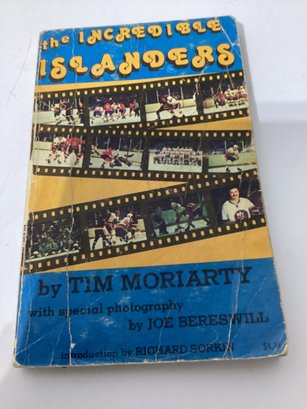 the INCREDIBLE
ISLANDERS
by TIM MORIARTY
with special photography
by JOE BERESWILL
introduction by RICHARD SORKIN